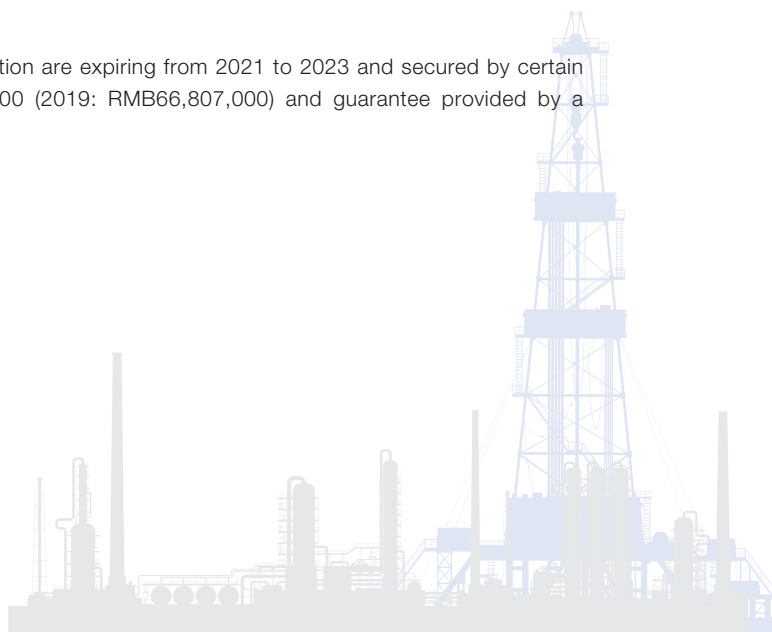 tion are expiring from 2021 to 2023 and secured by certain
00 (2019: RMB66,807,000) and guarantee provided by a